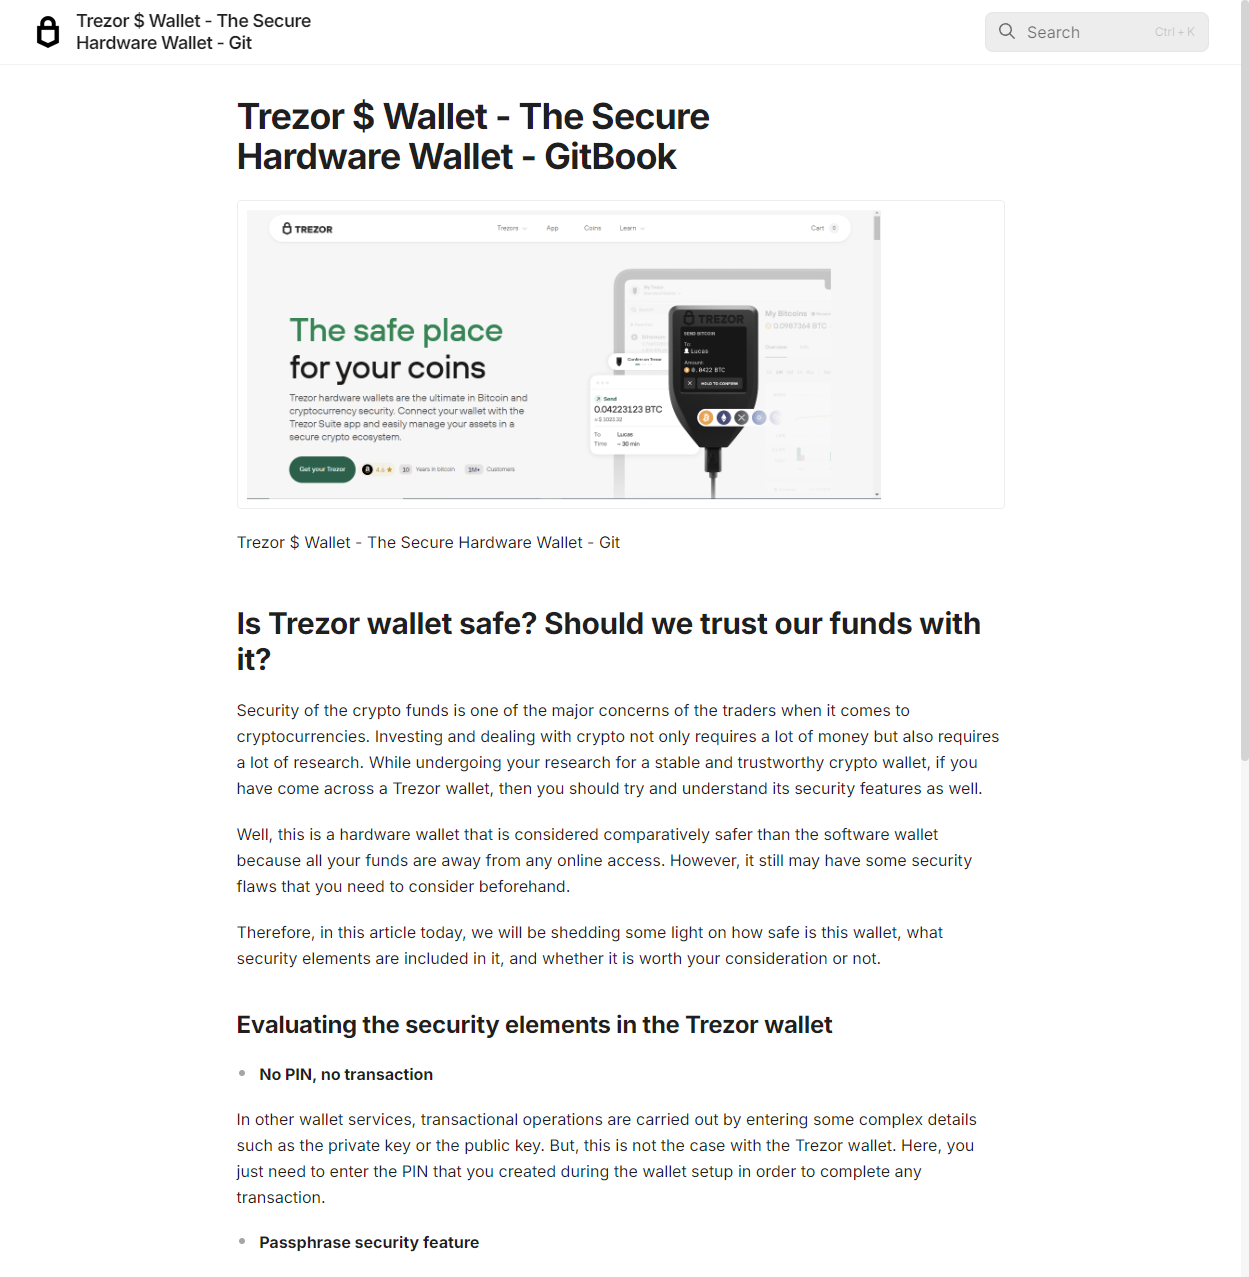 Trezor $ Wallet - The Secure
Hardware Wallet - Git
Search
Ctrl + K
Trezor $ Wallet - The Secure
Hardware Wallet - GitBook
TREZOR
Trezors
App
Coins
Learn
Cart
0
The safe place
for your coins
Trezor hardware wallets are the ultimate in Bitcoin and
cryptocurrency security. Connect your wallet with the
Trezor Suite app and easily manage your assets in a
secure crypto ecosystem.
Get your Trezor
4.6 ★
10
Years in bitcoin
1M+
Customers
My Bitcoins
0.0987364 BTC
TREZOR
SEND BITCOIN
To:
Lucas
Amount:
0.0422 BTC
HOLD TO CONFIRM
Confirm on Trezor
Send
0.04223123 BTC
≈ $ 1023.23
To Lucas
Time ~ 30 min
Trezor $ Wallet - The Secure Hardware Wallet - Git
Is Trezor wallet safe? Should we trust our funds with
it?
Security of the crypto funds is one of the major concerns of the traders when it comes to
cryptocurrencies. Investing and dealing with crypto not only requires a lot of money but also requires
a lot of research. While undergoing your research for a stable and trustworthy crypto wallet, if you
have come across a Trezor wallet, then you should try and understand its security features as well.
Well, this is a hardware wallet that is considered comparatively safer than the software wallet
because all your funds are away from any online access. However, it still may have some security
flaws that you need to consider beforehand.
Therefore, in this article today, we will be shedding some light on how safe is this wallet, what
security elements are included in it, and whether it is worth your consideration or not.
Evaluating the security elements in the Trezor wallet
No PIN, no transaction
In other wallet services, transactional operations are carried out by entering some complex details
such as the private key or the public key. But, this is not the case with the Trezor wallet. Here, you
just need to enter the PIN that you created during the wallet setup in order to complete any
transaction.
Passphrase security feature